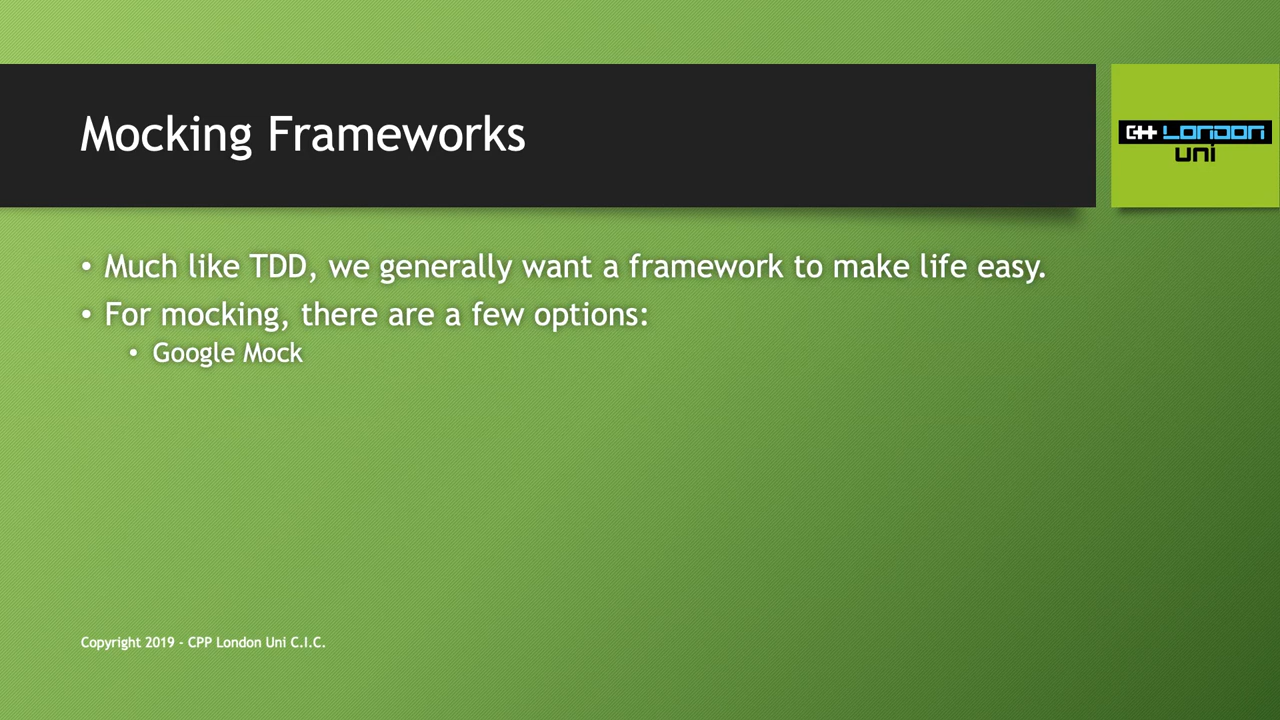 Mocking Frameworks
C++ LONDON
uni
• Much like TDD, we generally want a framework to make life easy.
• For mocking, there are a few options:
• Google Mock
Copyright 2019 - CPP London Uni C.I.C.